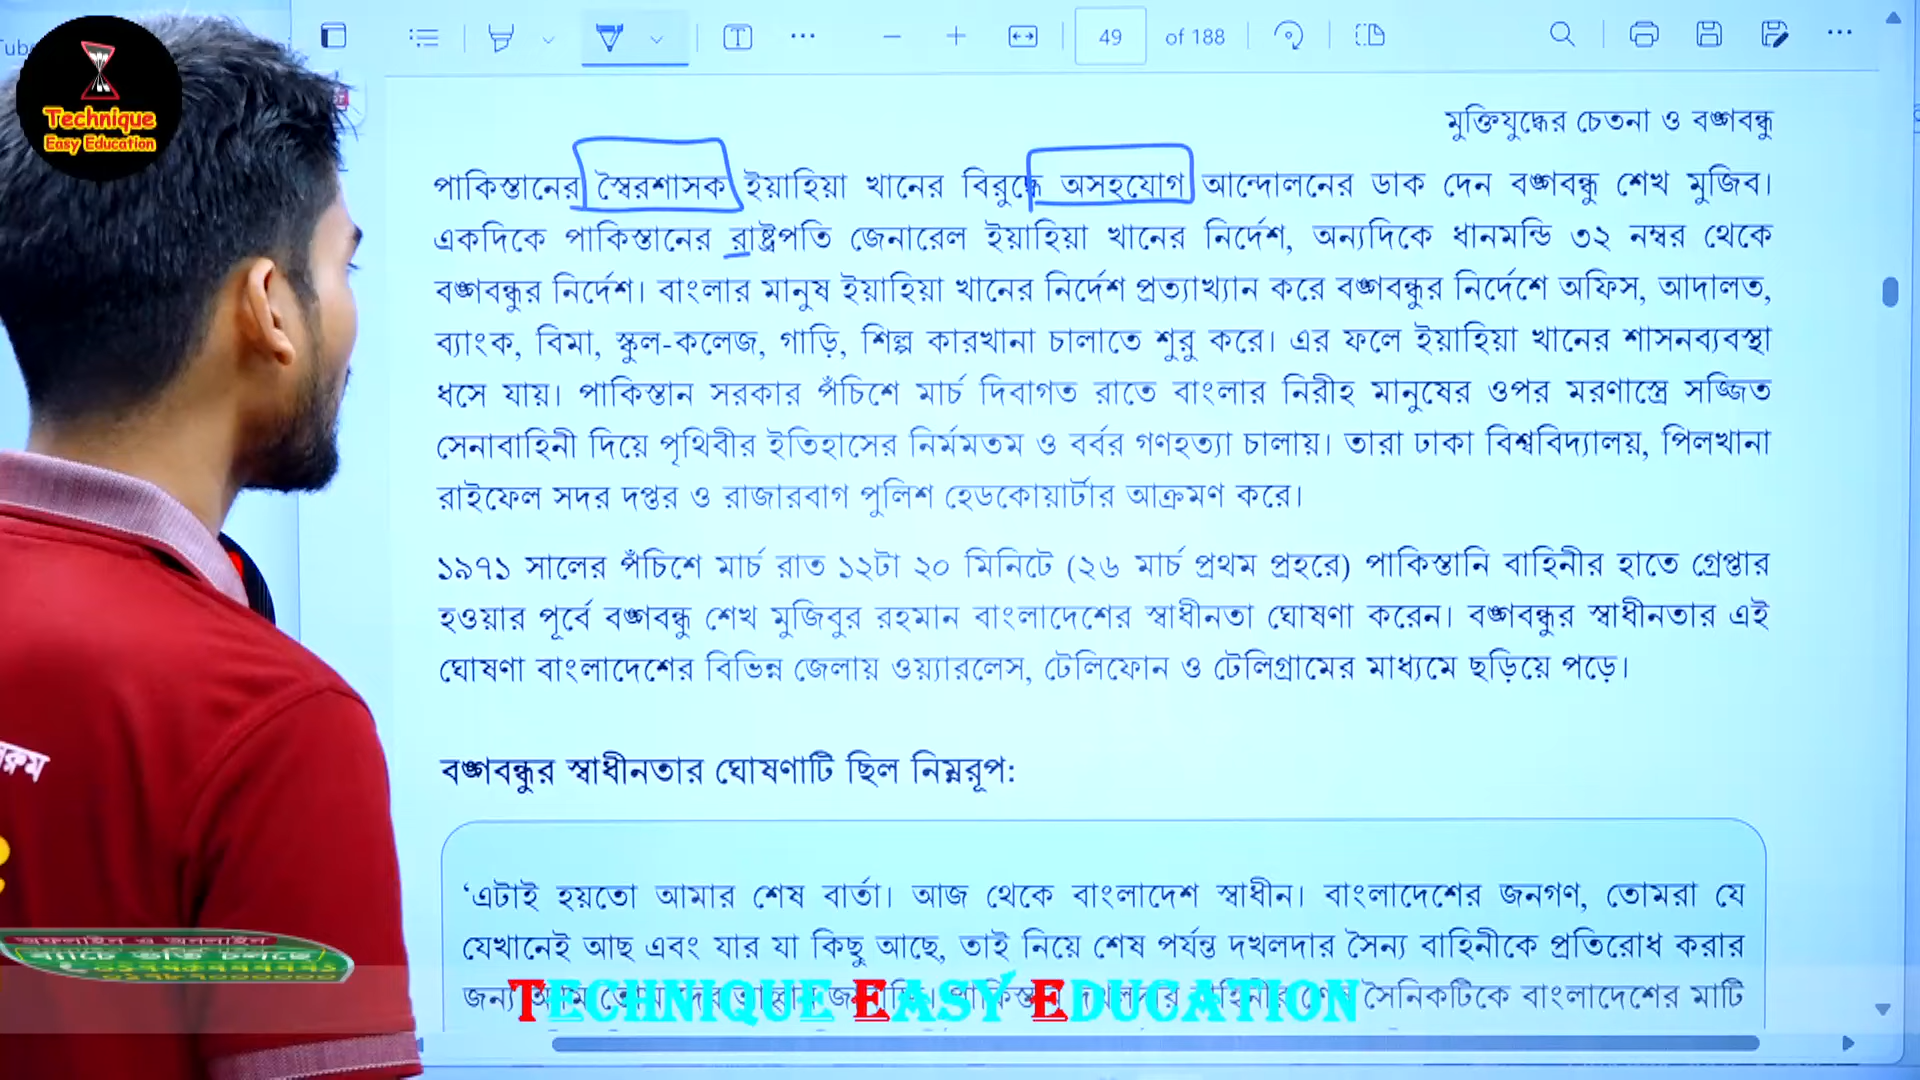 Technique
Easy Education
49 of 188
মুক্তিযুদ্ধের চেতনা ও বঙ্গবন্ধু
পাকিস্তানের স্বৈরশাসক ইয়াহিয়া খানের বিরুদ্ধে অসহযোগ আন্দোলনের ডাক দেন বঙ্গবন্ধু শেখ মুজিব।
একদিকে পাকিস্তানের রাষ্ট্রপতি জেনারেল ইয়াহিয়া খানের নির্দেশ, অন্যদিকে ধানমন্ডি ৩২ নম্বর থেকে
বঙ্গবন্ধুর নির্দেশ। বাংলার মানুষ ইয়াহিয়া খানের নির্দেশ প্রত্যাখ্যান করে বঙ্গবন্ধুর নির্দেশে অফিস, আদালত,
ব্যাংক, বিমা, স্কুল-কলেজ, গাড়ি, শিল্প কারখানা চালাতে শুরু করে। এর ফলে ইয়াহিয়া খানের শাসনব্যবস্থা
ধসে যায়। পাকিস্তান সরকার পঁচিশে মার্চ দিবাগত রাতে বাংলার নিরীহ মানুষের ওপর মরণাস্ত্রে সজ্জিত
সেনাবাহিনী দিয়ে পৃথিবীর ইতিহাসের নির্মমতম ও বর্বর গণহত্যা চালায়। তারা ঢাকা বিশ্ববিদ্যালয়, পিলখানা
রাইফেল সদর দপ্তর ও রাজারবাগ পুলিশ হেডকোয়ার্টার আক্রমণ করে।
১৯৭১ সালের পঁচিশে মার্চ রাত ১২টা ২০ মিনিটে (২৬ মার্চ প্রথম প্রহরে) পাকিস্তানি বাহিনীর হাতে গ্রেপ্তার
হওয়ার পূর্বে বঙ্গবন্ধু শেখ মুজিবুর রহমান বাংলাদেশের স্বাধীনতা ঘোষণা করেন। বঙ্গবন্ধুর স্বাধীনতার এই
ঘোষণা বাংলাদেশের বিভিন্ন জেলায় ওয়্যারলেস, টেলিফোন ও টেলিগ্রামের মাধ্যমে ছড়িয়ে পড়ে।
বঙ্গবন্ধুর স্বাধীনতার ঘোষণাটি ছিল নিম্নরূপ:
‘এটাই হয়তো আমার শেষ বার্তা। আজ থেকে বাংলাদেশ স্বাধীন। বাংলাদেশের জনগণ, তোমরা যে
যেখানেই আছ এবং যার যা কিছু আছে, তাই নিয়ে শেষ পর্যন্ত দখলদার সৈন্য বাহিনীকে প্রতিরোধ করার
জন্য সৈনিকটিকে বাংলাদেশের মাটি
TECHNIQUE EASY EDUCATION